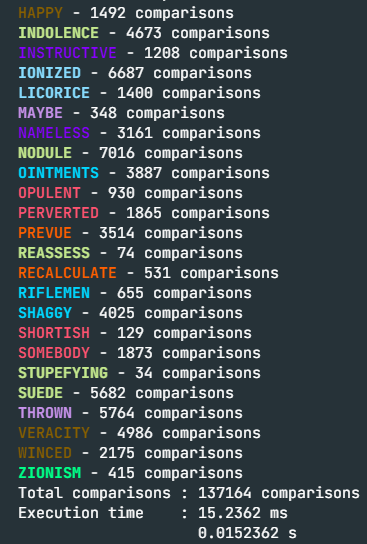 HAPPY - 1492 comparisons
INDOLENCE - 4673 comparisons
INSTRUCTIVE - 1208 comparisons
IONIZED - 6687 comparisons
LICORICE - 1400 comparisons
MAYBE - 348 comparisons
NAMELESS - 3161 comparisons
NODULE - 7016 comparisons
OINTMENTS - 3887 comparisons
OPULENT - 930 comparisons
PERVERTED - 1865 comparisons
PREVUE - 3514 comparisons
REASSESS - 74 comparisons
RECALCULATE - 531 comparisons
RIFLEMEN - 655 comparisons
SHAGGY - 4025 comparisons
SHORTISH - 129 comparisons
SOMEBODY - 1873 comparisons
STUPEFYING - 34 comparisons
SUEDE - 5682 comparisons
THROWN - 5764 comparisons
VERACITY - 4986 comparisons
WINCED - 2175 comparisons
ZIONISM - 415 comparisons
Total comparisons : 137164 comparisons
Execution time : 15.2362 ms
0.0152362 s